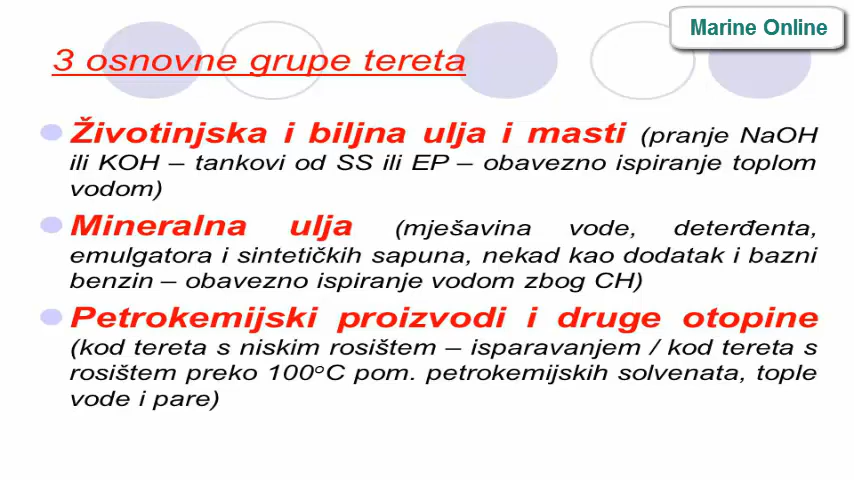 Marine Online
3 osnovne grupe tereta
Životinjska i biljna ulja i masti (pranje NaOH
ili KOH – tankovi od SS ili EP – obavezno ispiranje toplom
vodom)
Mineralna ulja (mješavina vode, deterđenta,
emulgatora i sintetičkih sapuna, nekad kao dodatak i bazni
benzin – obavezno ispiranje vodom zbog CH)
Petrokemijski proizvodi i druge otopine
(kod tereta s niskim rosištem – isparavanjem / kod tereta s
rosištem preko 100°C pom. petrokemijskih solvenata, tople
vode i pare)